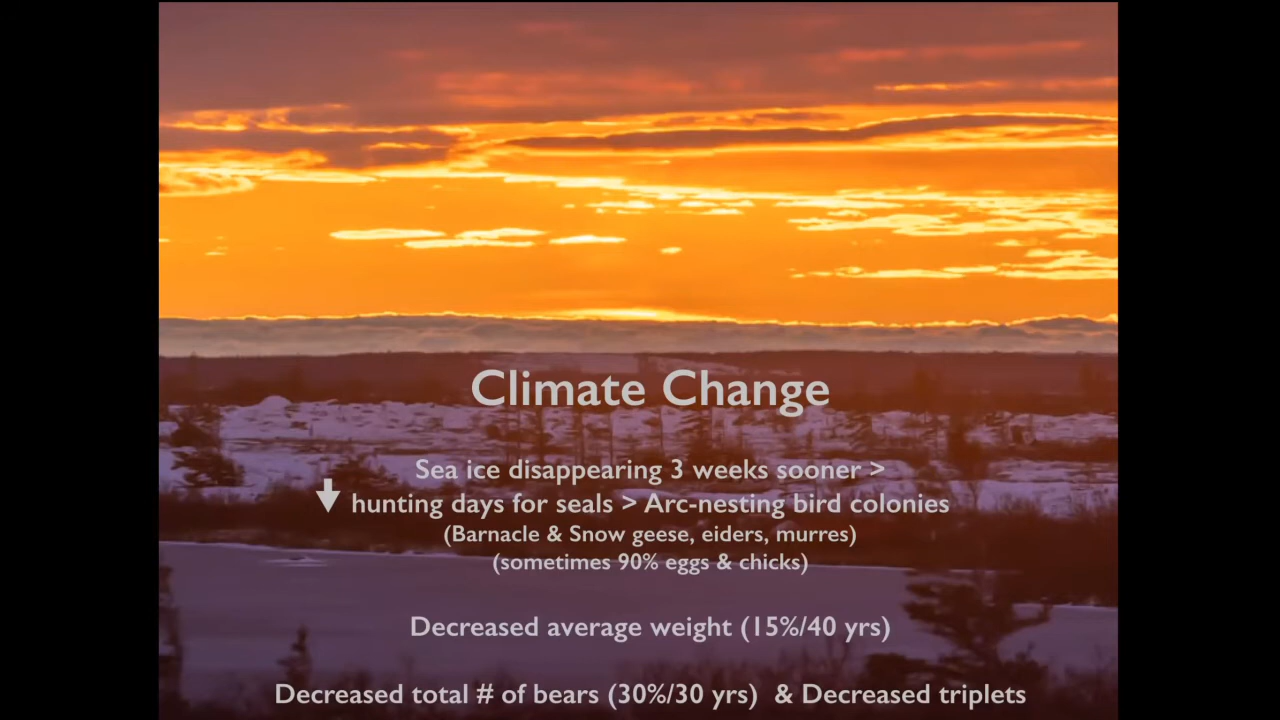 Climate Change
Sea ice disappearing 3 weeks sooner >
hunting days for seals > Arc-nesting bird colonies
(Barnacle & Snow geese, eiders, murres)
(sometimes 90% eggs & chicks)
Decreased average weight (15%/40 yrs)
Decreased total # of bears (30%/30 yrs) & Decreased triplets